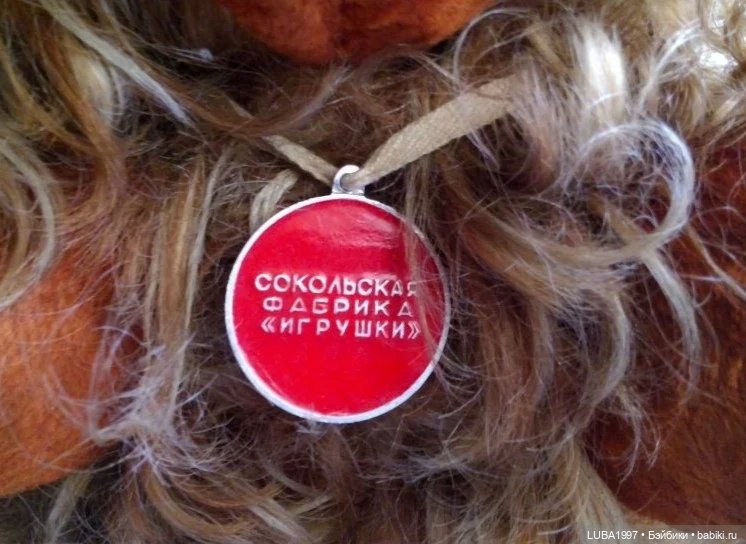 СОКОЛЬСКАЯ
ФАБРИКА
«ИГРУШКИ»
LUBA1997 • Бэйбики • babiki.ru